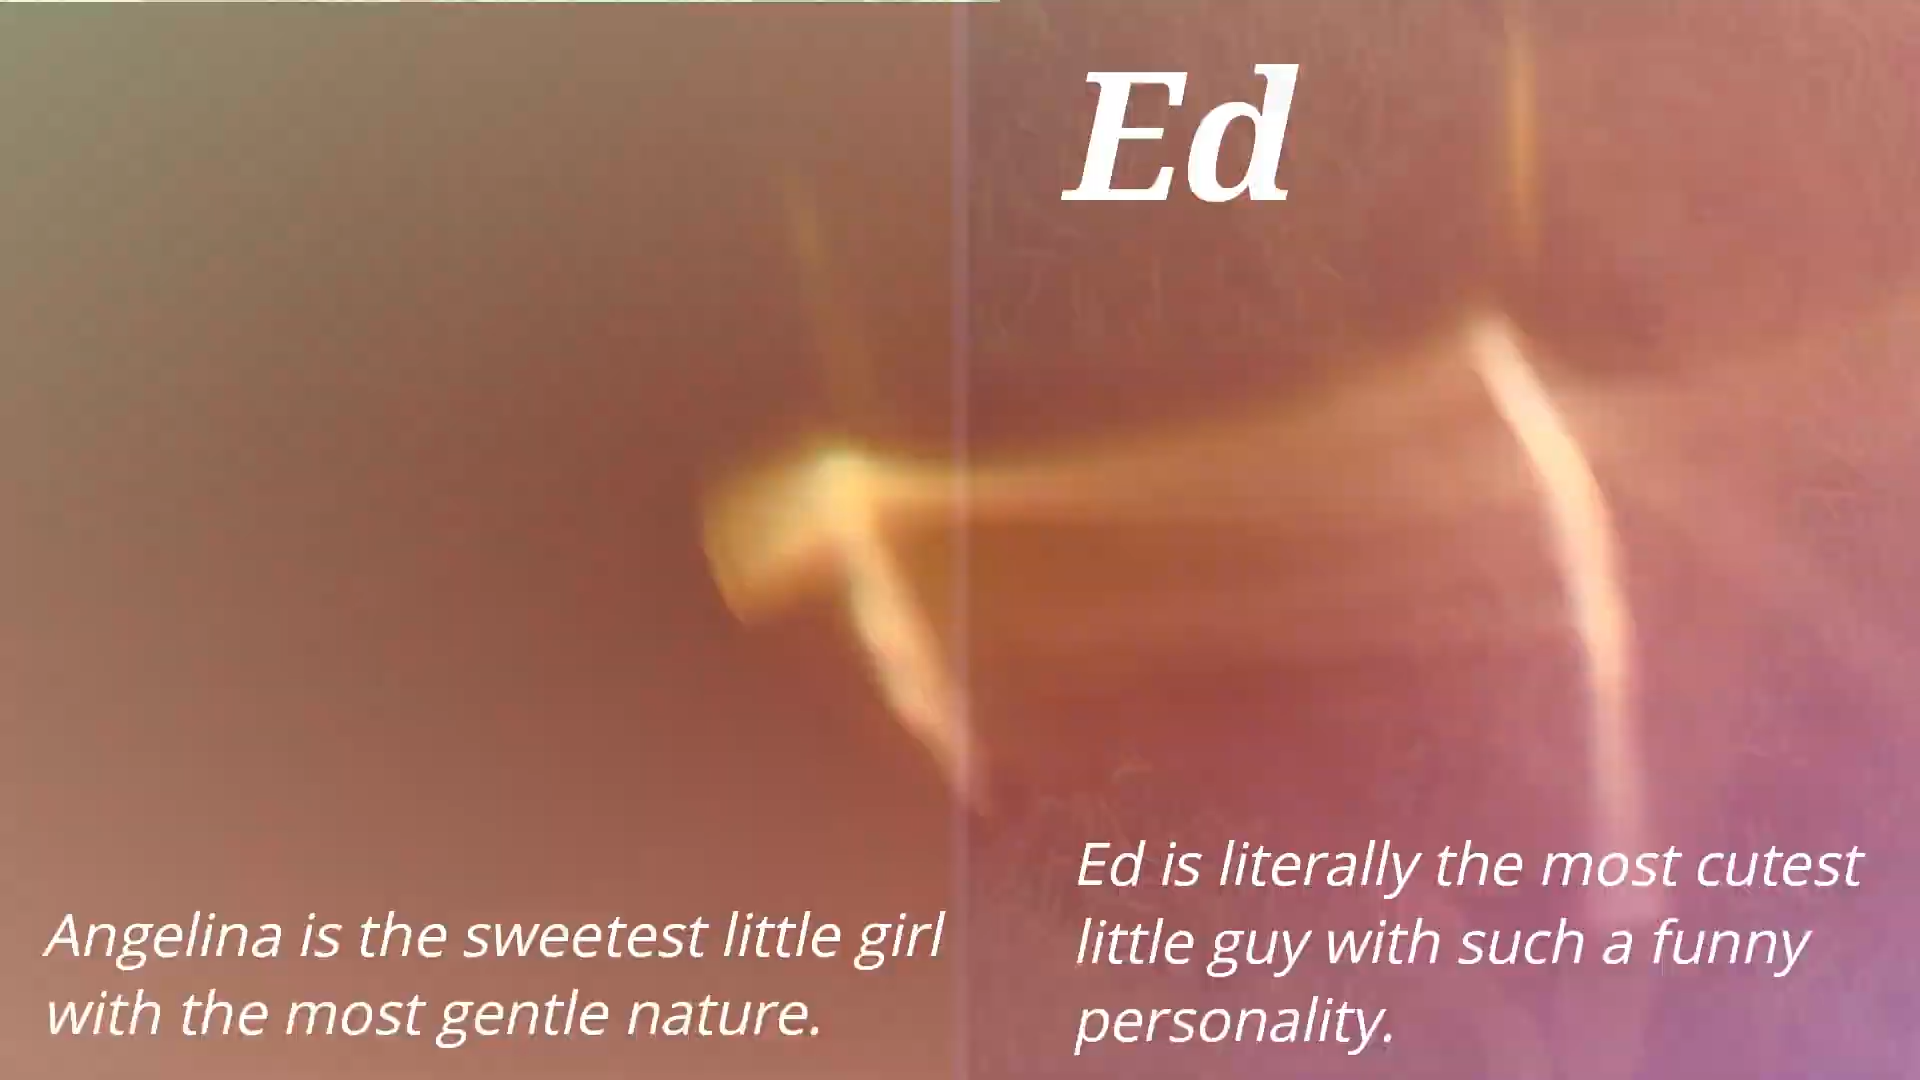 Ed
Angelina is the sweetest little girl
with the most gentle nature.
Ed is literally the most cutest
little guy with such a funny
personality.